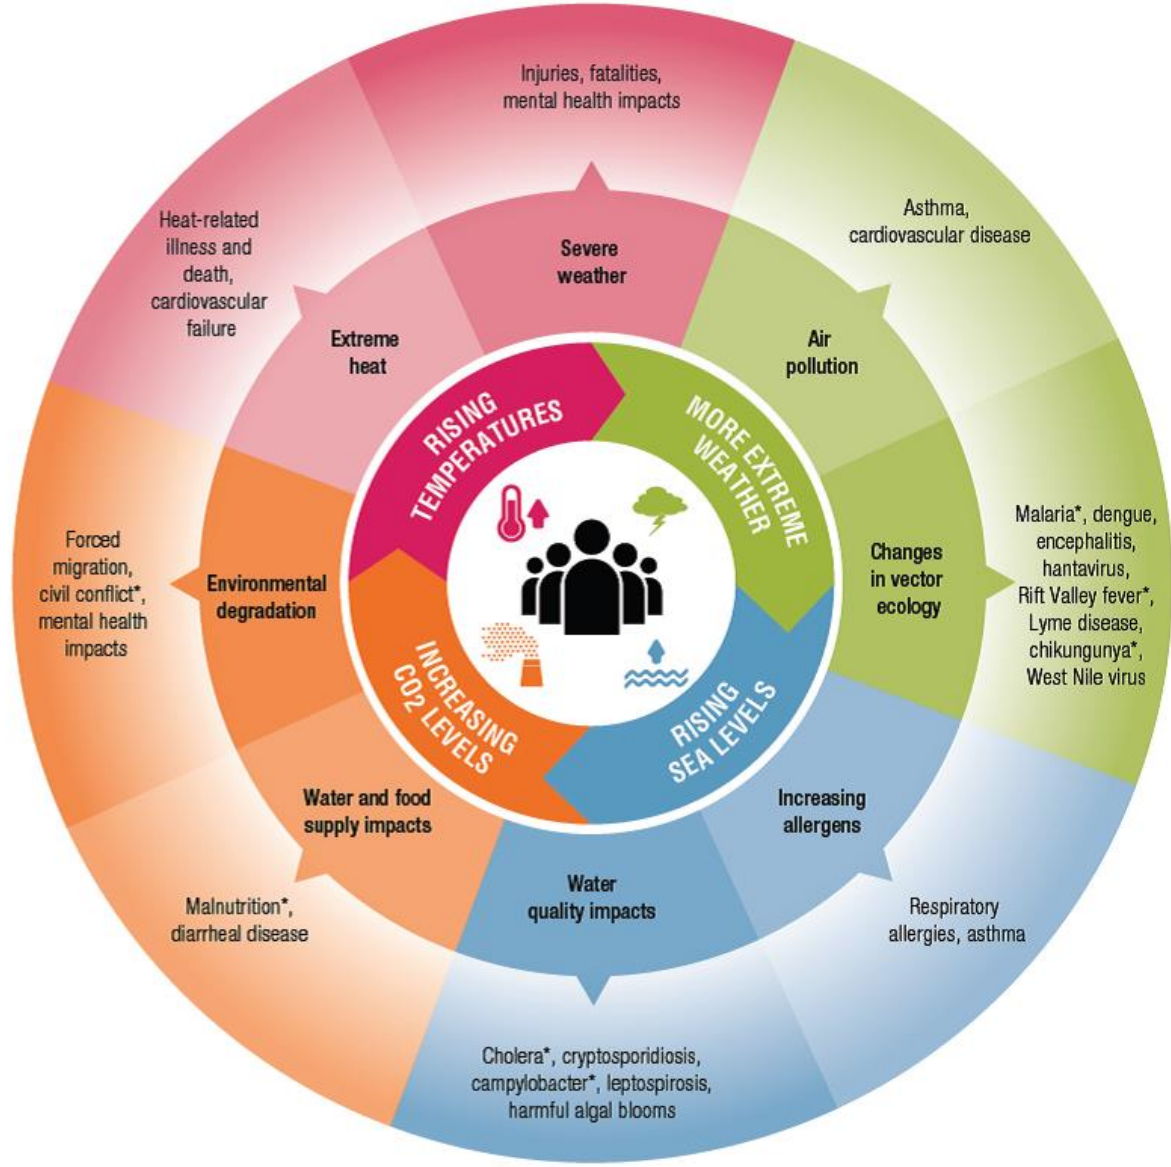 Injuries, fatalities,
mental health impacts
Severe
weather
Asthma,
cardiovascular disease
Air
pollution
Malaria*, dengue,
encephalitis,
hantavirus,
Rift Valley fever*,
Lyme disease,
chikungunya*,
West Nile virus
Changes
in vector
ecology
Respiratory
allergies, asthma
Increasing
allergens
Cholera*, cryptosporidiosis,
campylobacter*, leptospirosis,
harmful algal blooms
Water
quality impacts
Malnutrition*,
diarrheal disease
Water and food
supply impacts
Forced
migration,
civil conflict*,
mental health
impacts
Environmental
degradation
Heat-related
illness and
death,
cardiovascular
failure
Extreme
heat
RISING
TEMPERATURES
MORE EXTREME
WEATHER
RISING
SEA LEVELS
INCREASING
CO2 LEVELS